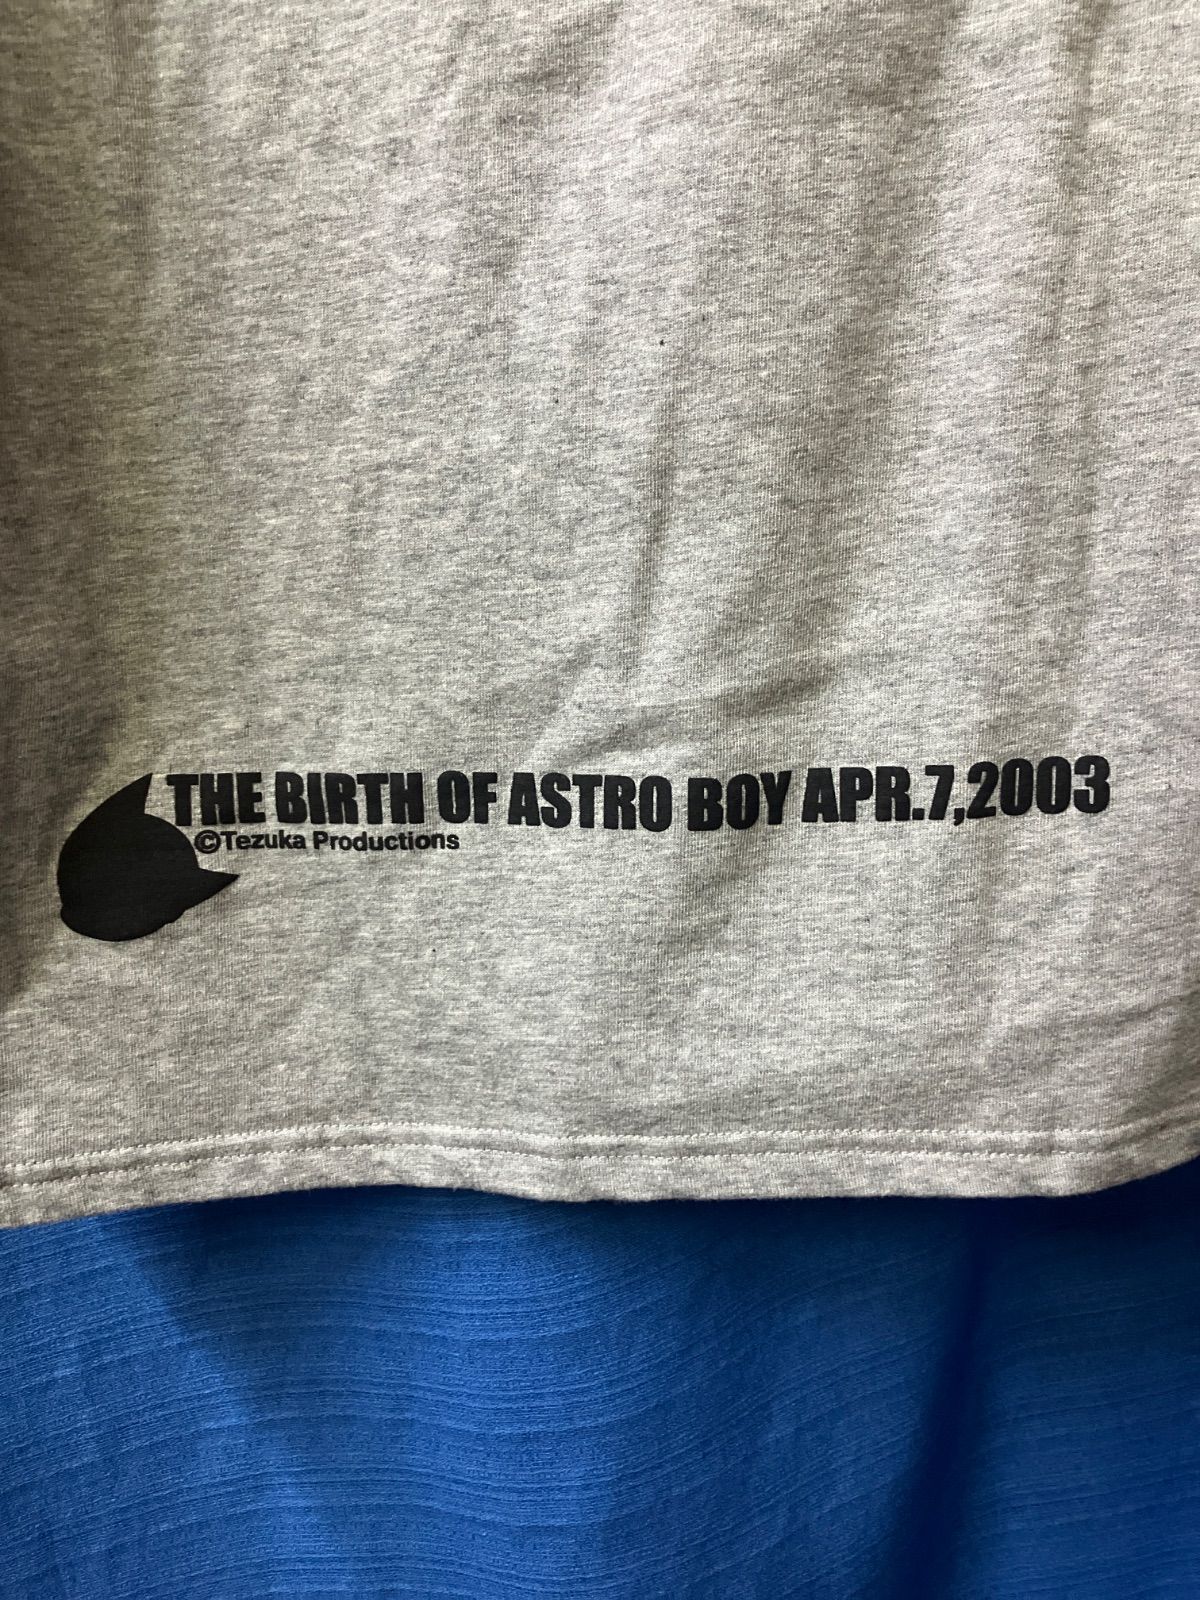 THE BIRTH OF ASTRO BOY APR.7,2003
©Tezuka Productions